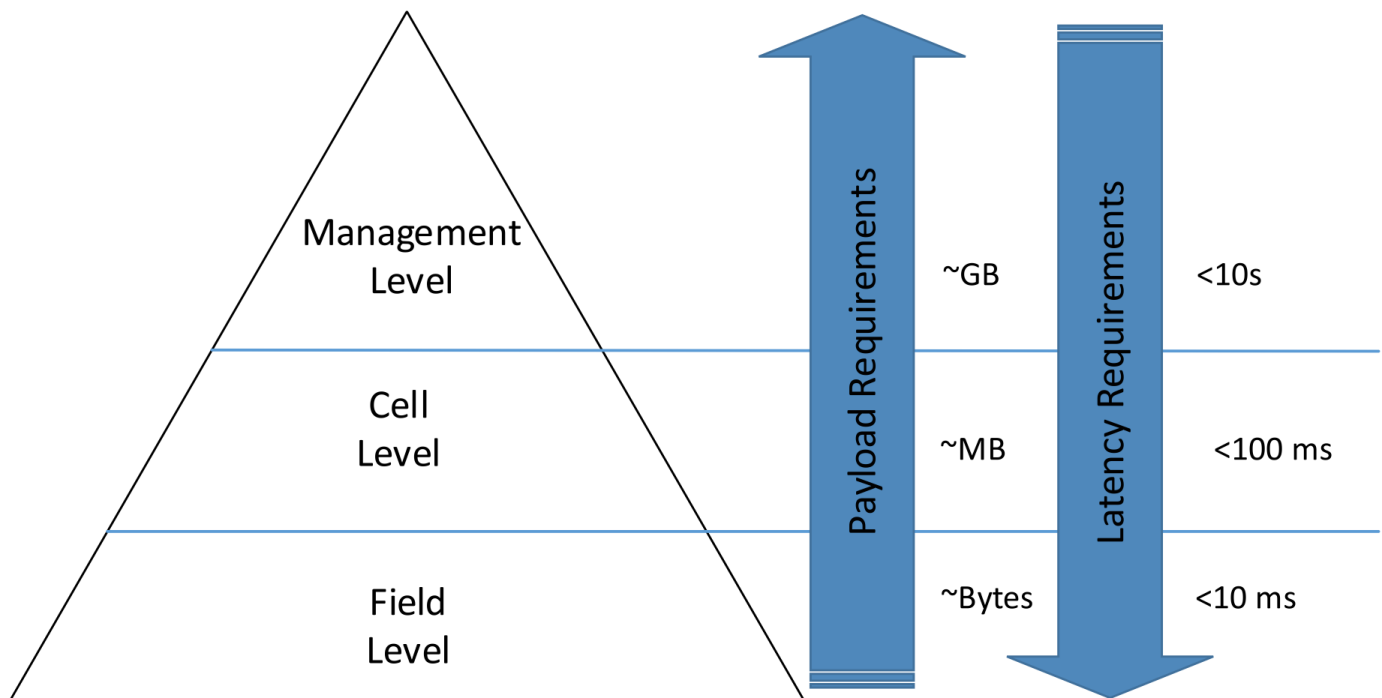 Management
Level
~GB
<10s
Cell
Level
~MB
<100 ms
Field
Level
~Bytes
<10 ms
Payload Requirements
Latency Requirements